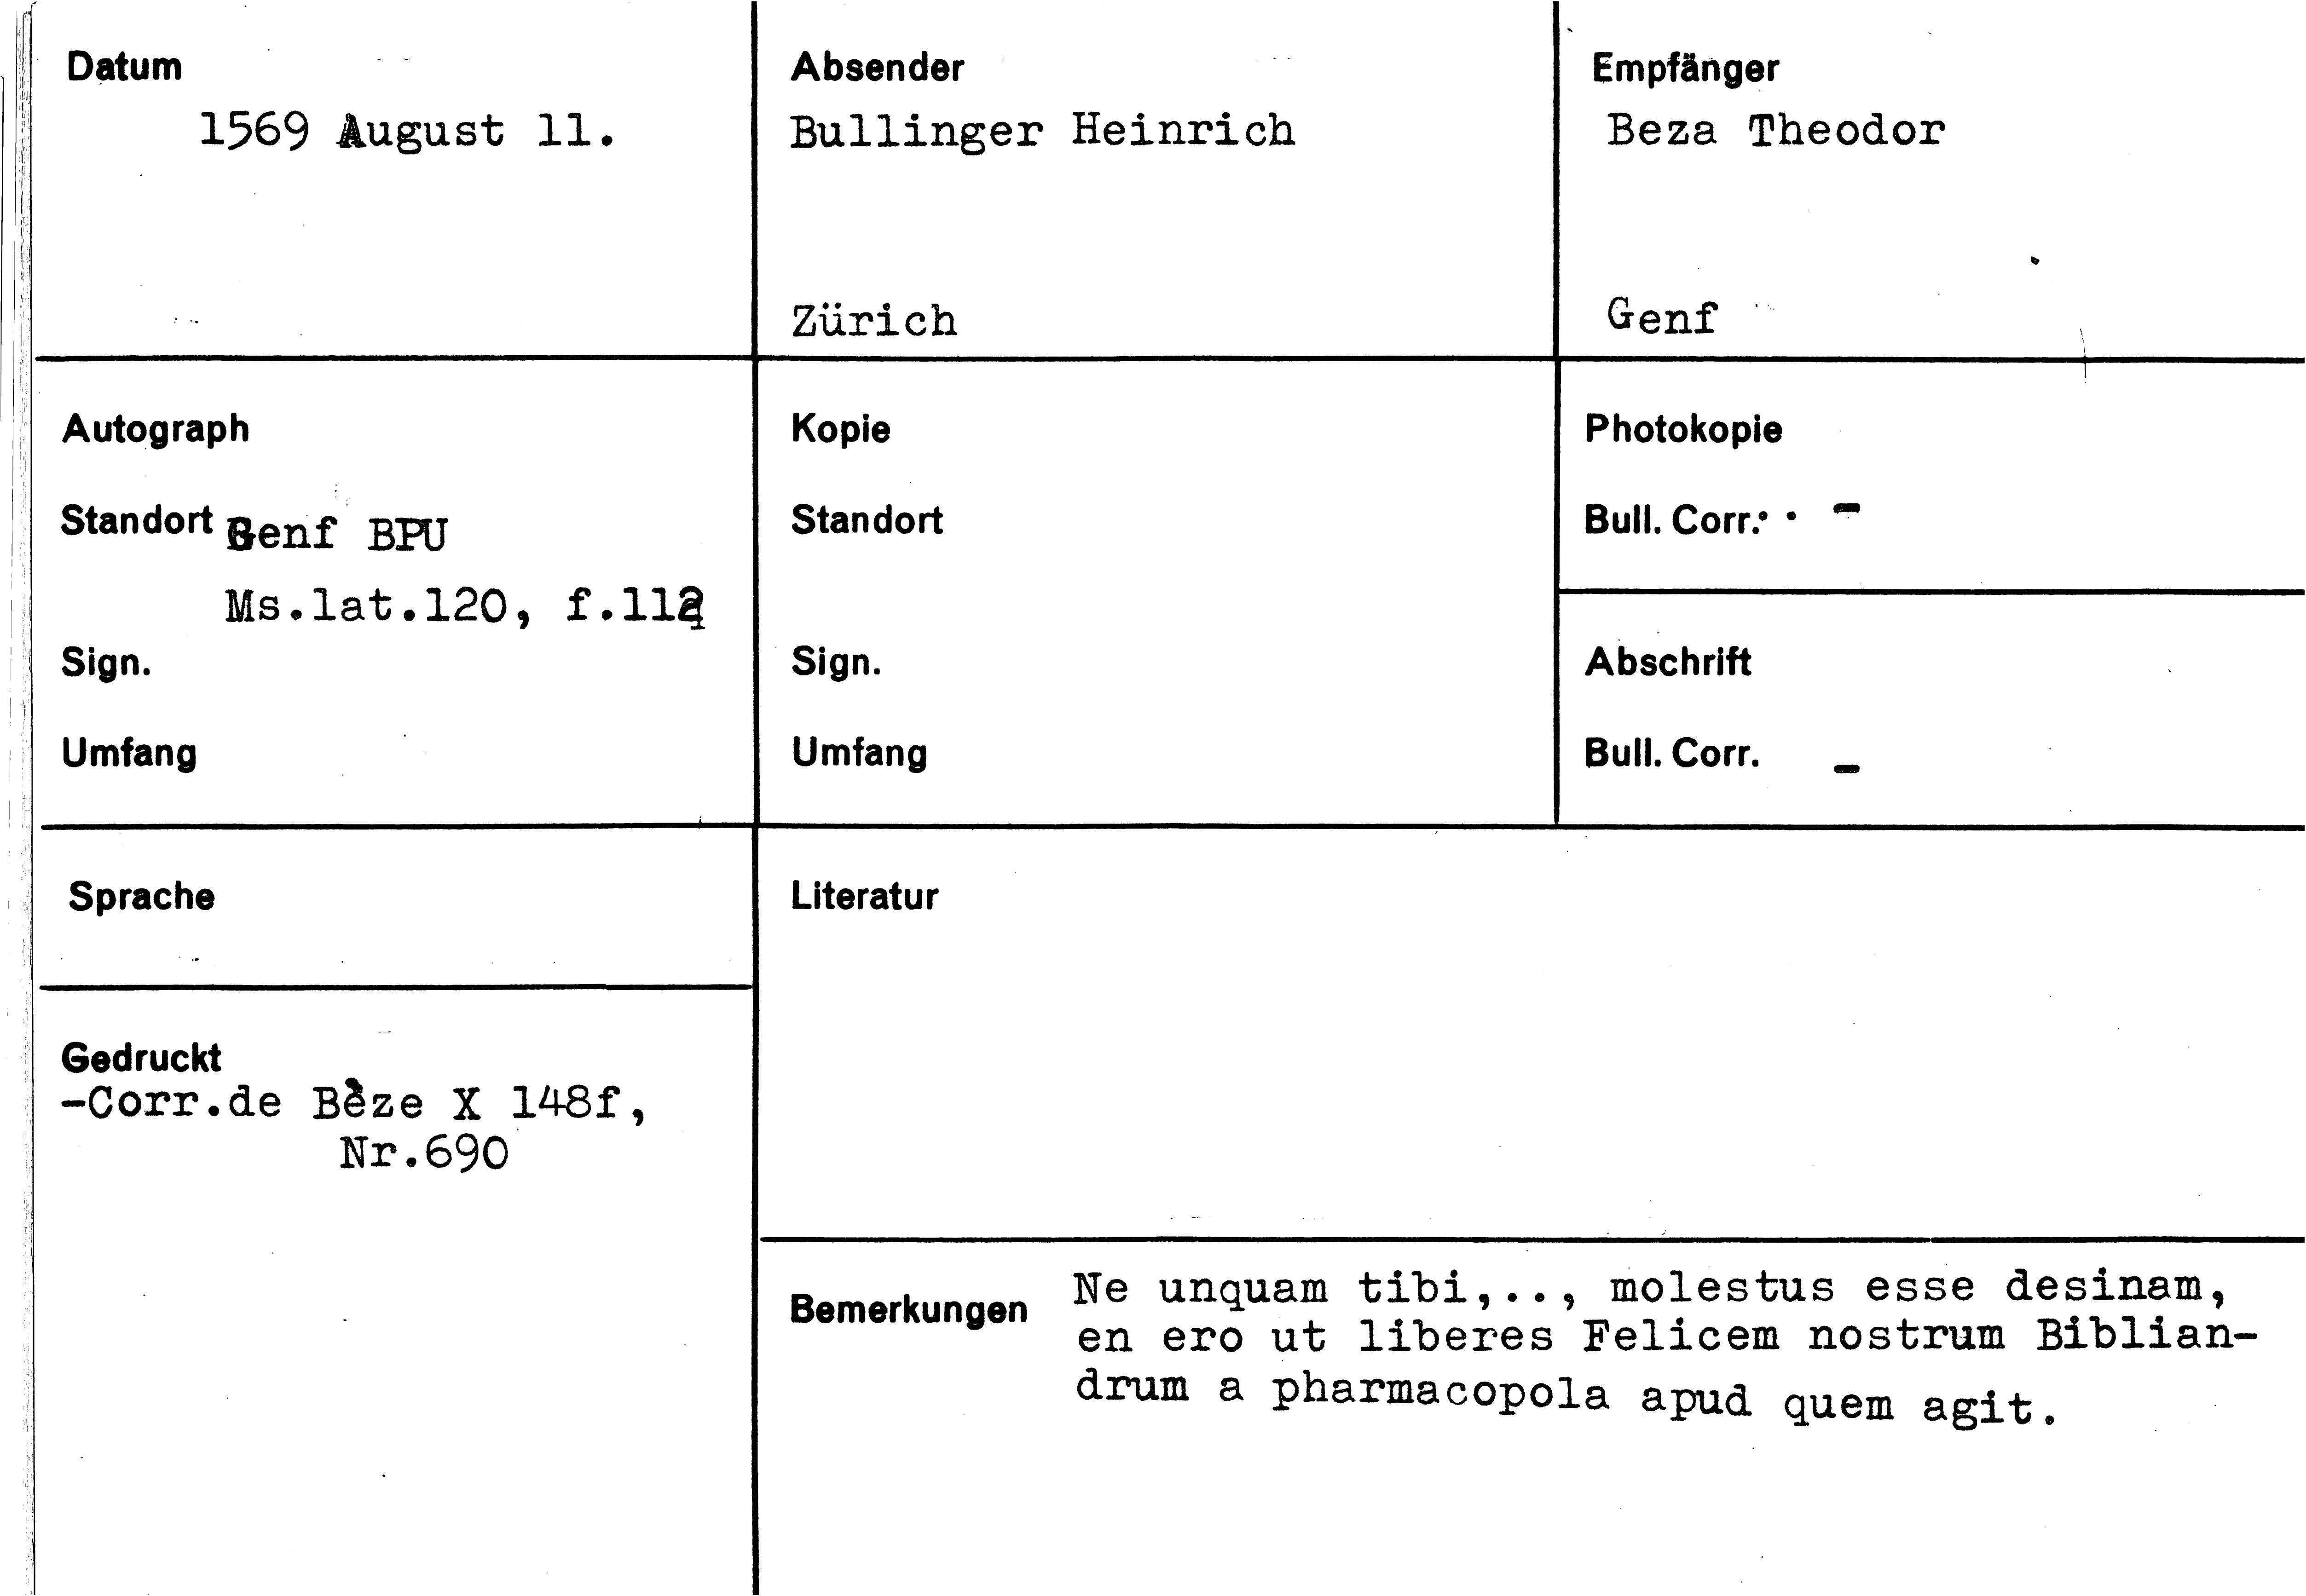 Datum
1569 August 11.
Absender
Bullinger Heinrich
Zürich
Empfänger
Beza Theodor
Genf
Autograph
Standort Genf BPU
Ms.lat.120, f.
Sign.
Umfang
Kopie
Standort
Sign.
Umfang
Photokopie
Bull. Corr. -
Abschrift
Bull. Corr. -
Sprache
Gedruckt
-Corr.de Bèze X 148f,
Nr.690
Literatur
Bemerkungen
Ne unquam tibi,.., molestus esse desinam,
en ero ut liberes Felicem nostrum Biblian-
drum a pharmacopola apud quem agit.